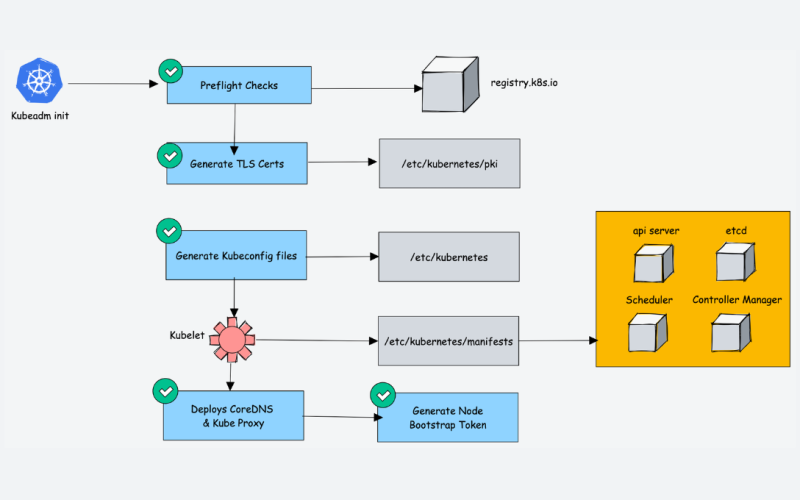 Kubeadm init
Preflight Checks
registry.k8s.io
Generate TLS Certs
/etc/kubernetes/pki
Generate Kubeconfig files
/etc/kubernetes
api server
etcd
Scheduler
Controller Manager
Kubelet
/etc/kubernetes/manifests
Deploys CoreDNS
& Kube Proxy
Generate Node
Bootstrap Token